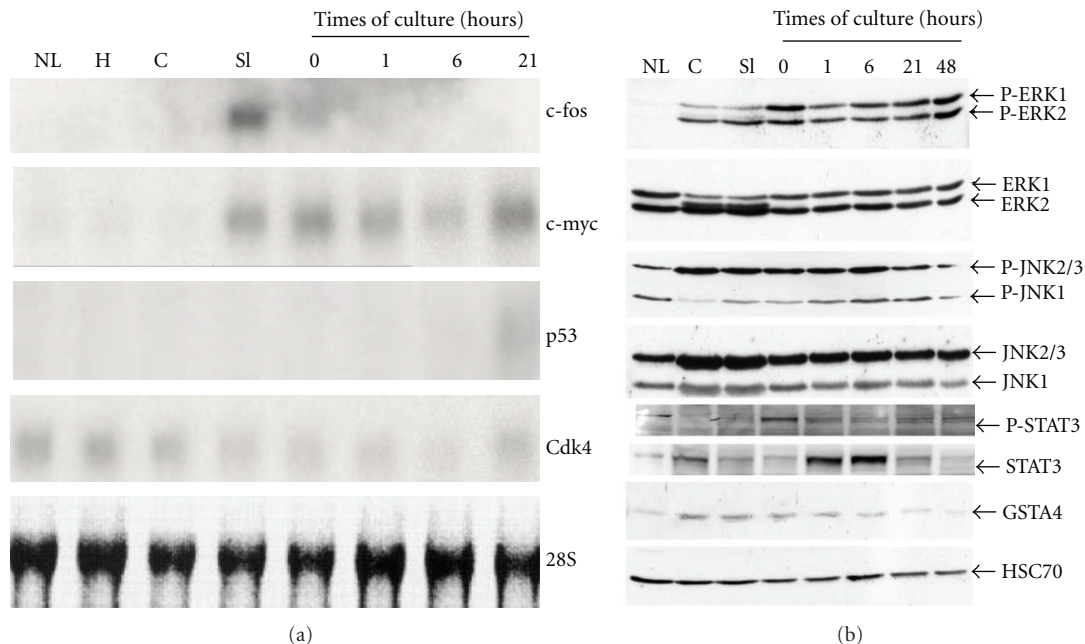 Times of culture (hours)
NL H C Sl 0 1 6 21
c-fos
c-myc
p53
Cdk4
28S
(a)
Times of culture (hours)
NL C Sl 0 1 6 21 48
P-ERK1
P-ERK2
ERK1
ERK2
P-JNK2/3
P-JNK1
JNK2/3
JNK1
P-STAT3
STAT3
GSTA4
HSC70
(b)